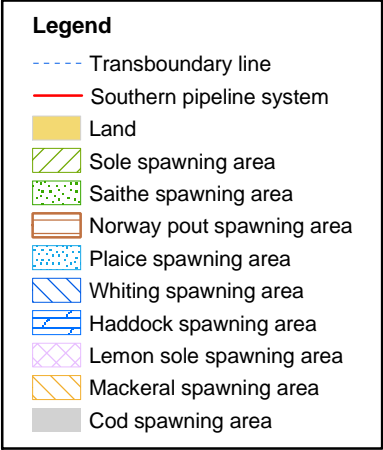 Legend
Transboundary line
Southern pipeline system
Land
Sole spawning area
Saithe spawning area
Norway pout spawning area
Plaice spawning area
Whiting spawning area
Haddock spawning area
Lemon sole spawning area
Mackeral spawning area
Cod spawning area